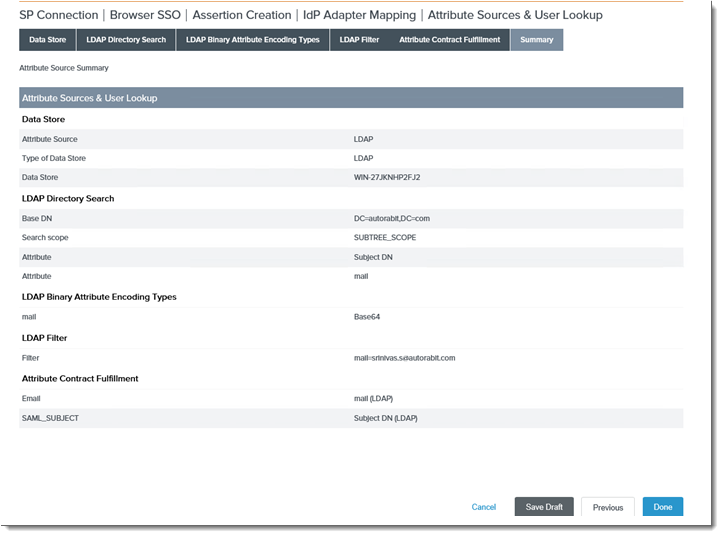 SP Connection | Browser SSO | Assertion Creation | IdP Adapter Mapping | Attribute Sources & User Lookup
Data Store LDAP Directory Search LDAP Binary Attribute Encoding Types LDAP Filter Attribute Contract Fulfillment Summary
Attribute Source Summary
Attribute Sources & User Lookup
Data Store
Attribute Source LDAP
Type of Data Store LDAP
Data Store WIN-27JKNHP2FJ2
LDAP Directory Search
Base DN DC=autorabit,DC=com
Search scope SUBTREE_SCOPE
Attribute Subject DN
Attribute mail
LDAP Binary Attribute Encoding Types
mail Base64
LDAP Filter
Filter mail=srinivas.s@autorabit.com
Attribute Contract Fulfillment
Email mail (LDAP)
SAML_SUBJECT Subject DN (LDAP)
Cancel Save Draft Previous Done